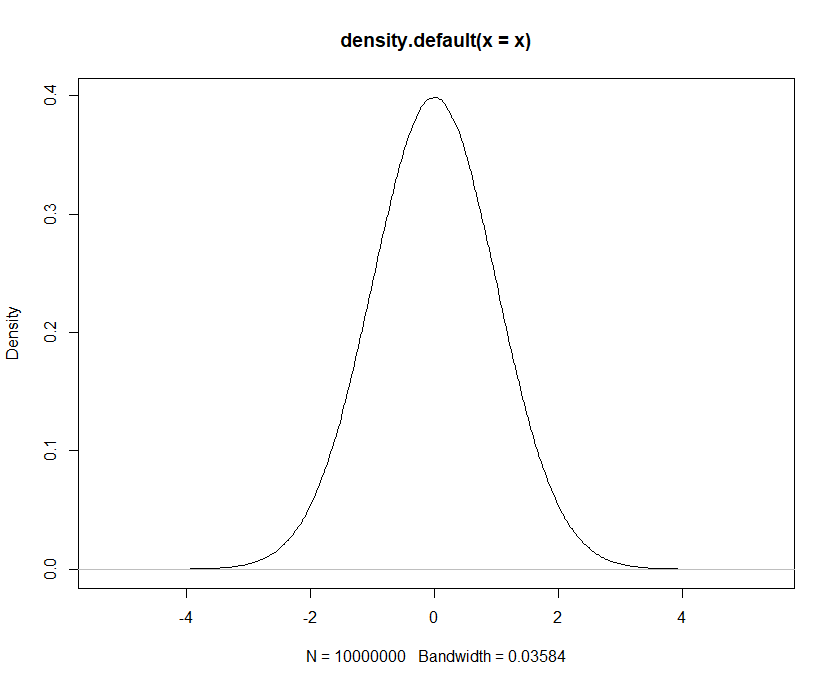 density.default(x = x)
Density
0.4
0.3
0.2
0.1
0.0
-4 -2 0 2 4
N = 10000000 Bandwidth = 0.03584